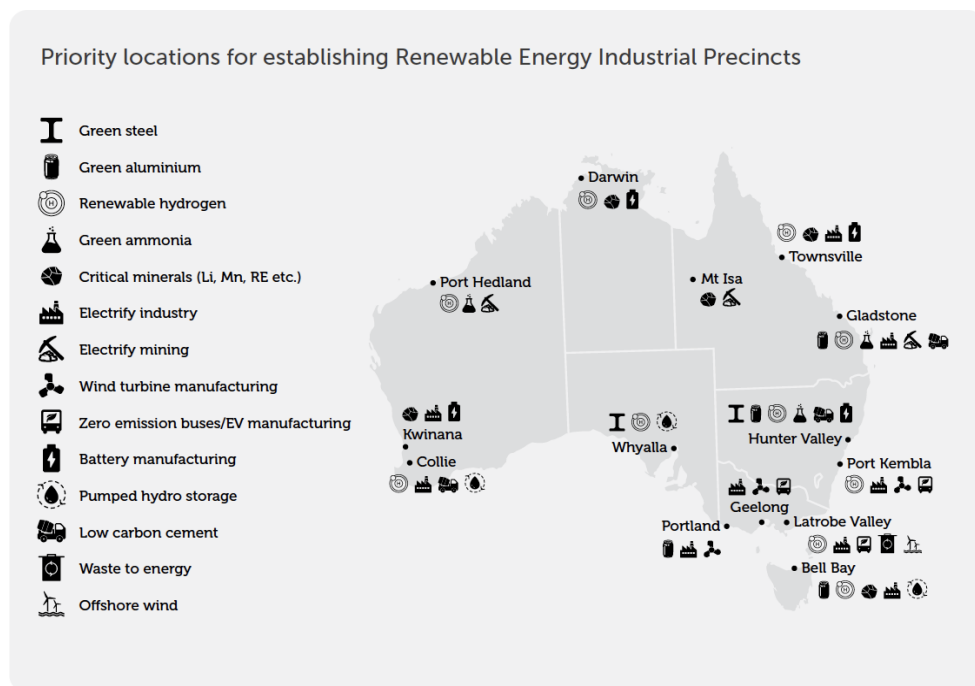 Priority locations for establishing Renewable Energy Industrial Precincts
Green steel
Green aluminium
Renewable hydrogen
Green ammonia
Critical minerals (Li, Mn, RE etc.)
Electrify industry
Electrify mining
Wind turbine manufacturing
Zero emission buses/EV manufacturing
Battery manufacturing
Pumped hydro storage
Low carbon cement
Waste to energy
Offshore wind
Darwin
Townsville
Mt Isa
Port Hedland
Gladstone
Kwinana
Collie
Whyalla
Hunter Valley
Port Kembla
Geelong
Portland
Latrobe Valley
Bell Bay